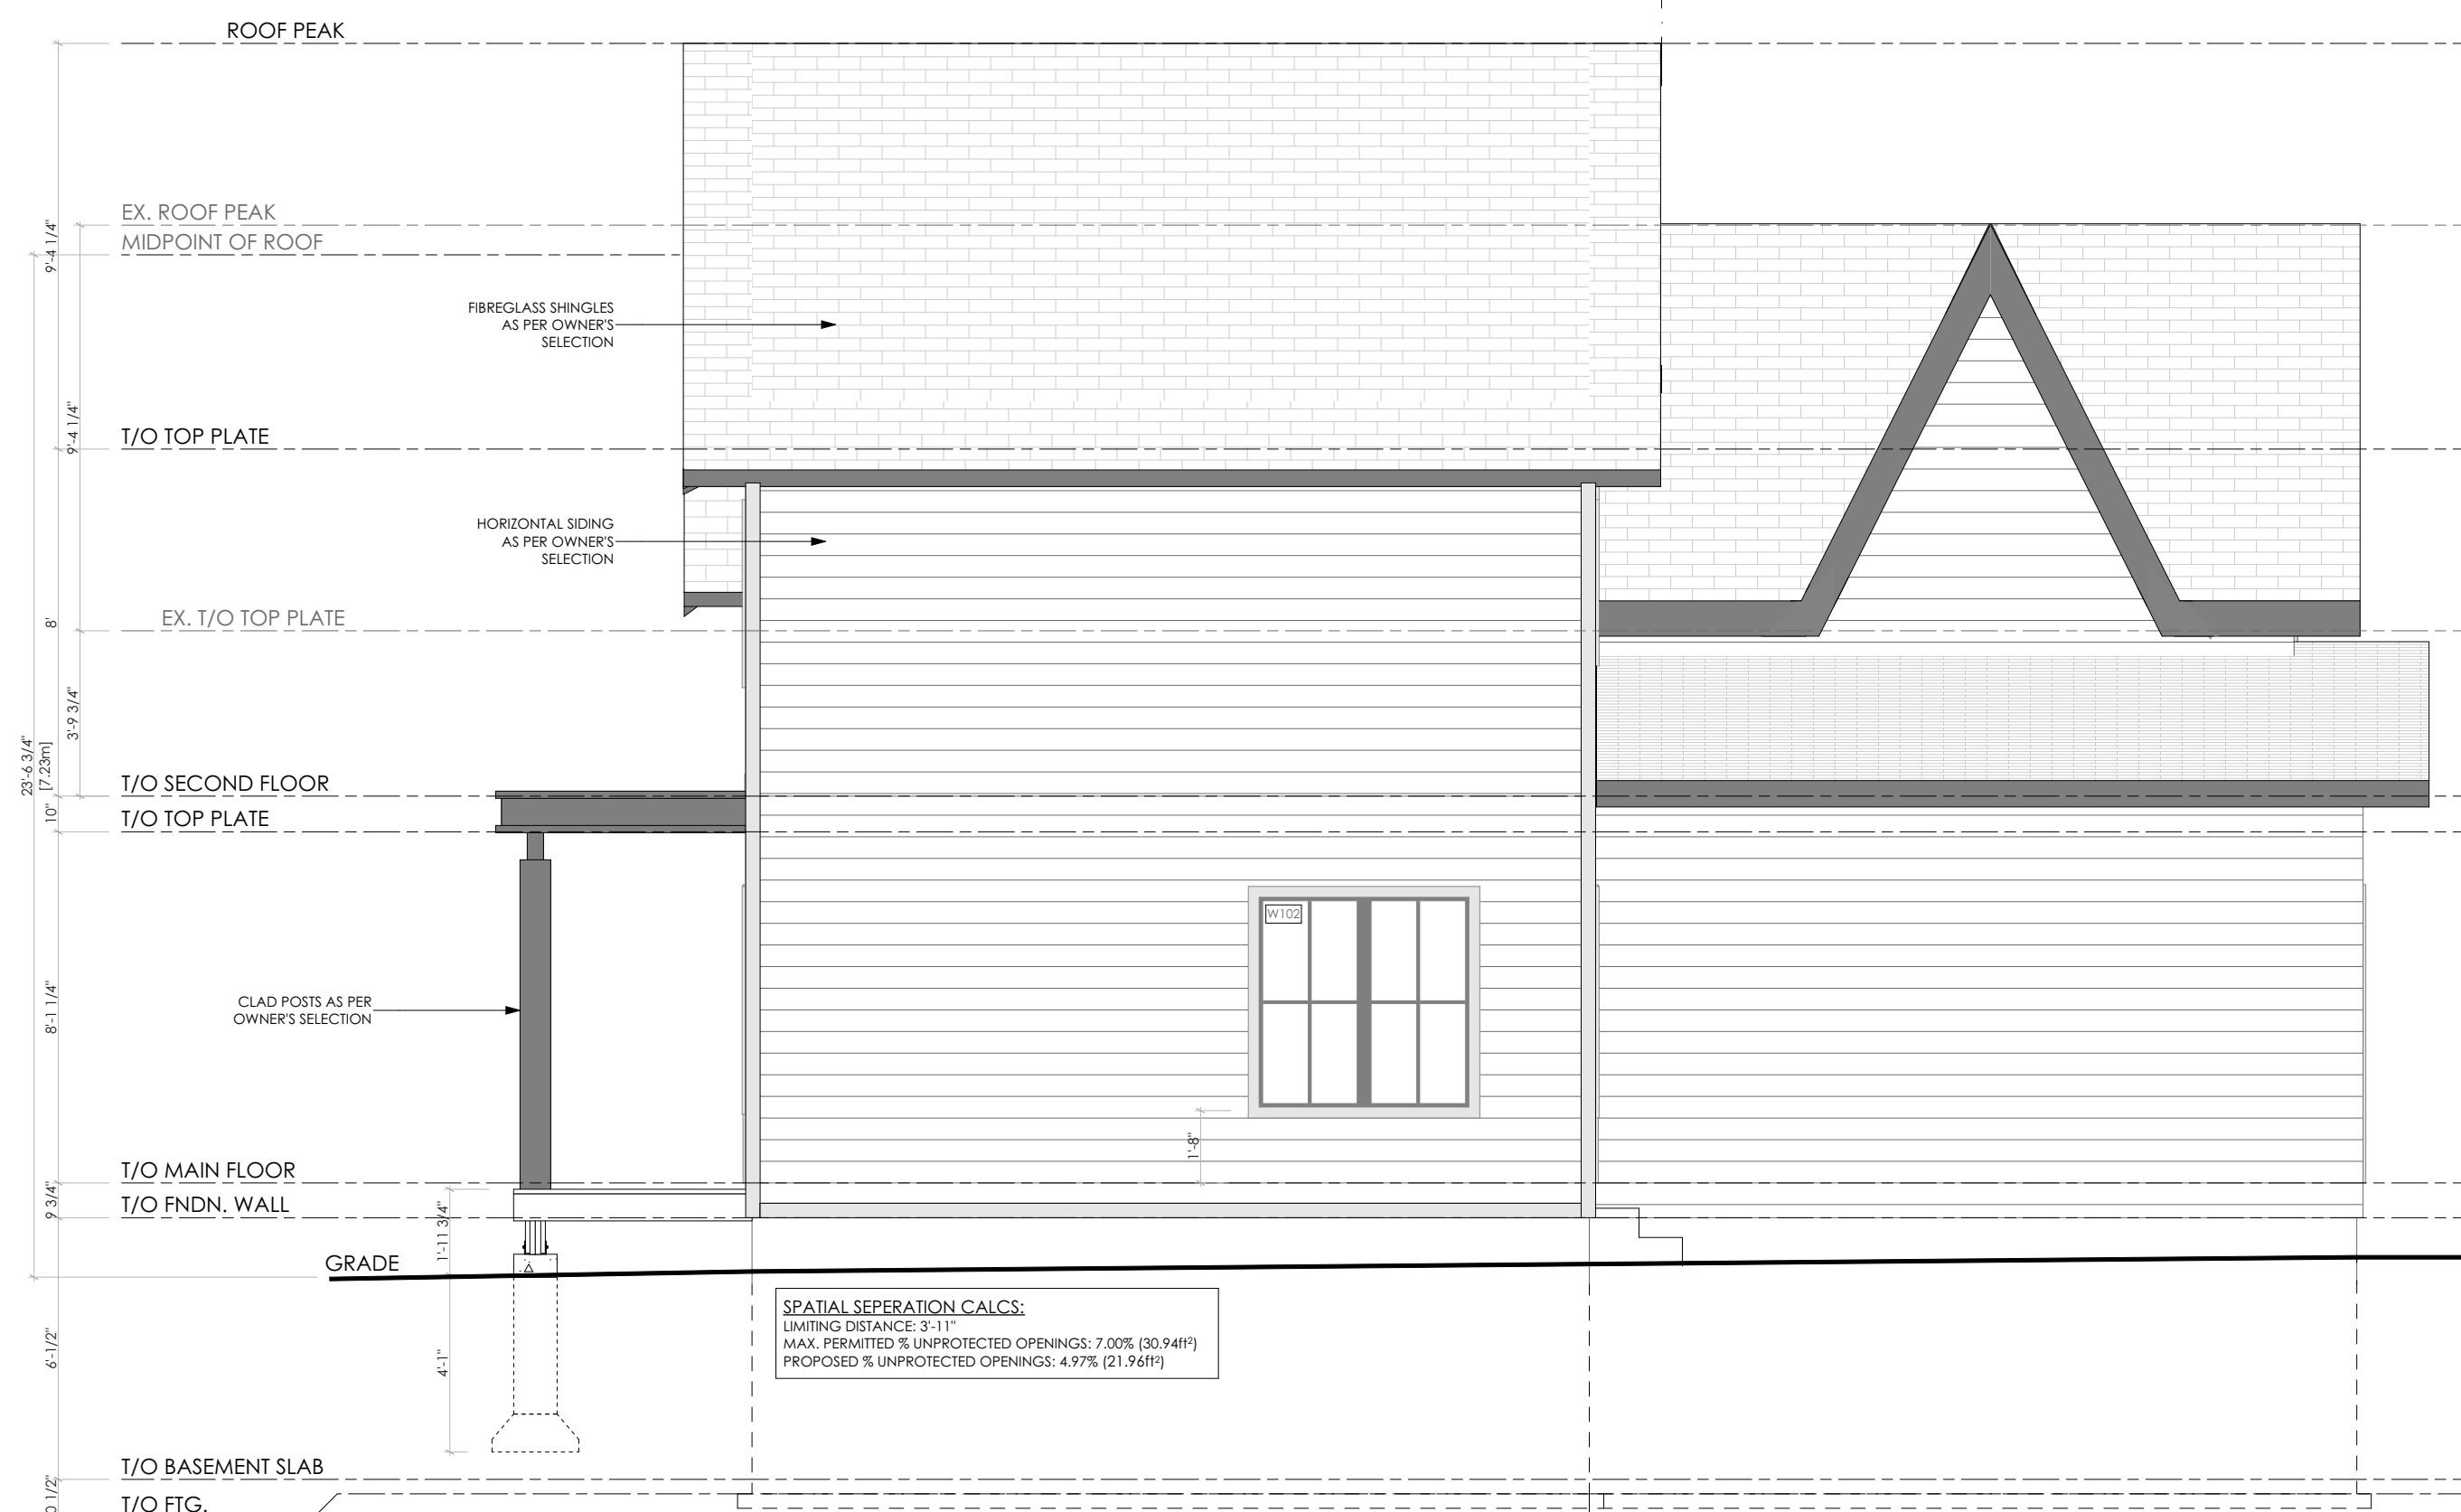 ROOF PEAK
EX. ROOF PEAK
MIDPOINT OF ROOF
9'-4 1/4"
FIBREGLASS SHINGLES
AS PER OWNER'S
SELECTION
9'-4 1/4"
T/O TOP PLATE
HORIZONTAL SIDING
AS PER OWNER'S
SELECTION
8'
EX. T/O TOP PLATE
3'-9 3/4"
23'-6 3/4"
[7.23m]
T/O SECOND FLOOR
10"
T/O TOP PLATE
W102
8'-1 1/4"
CLAD POSTS AS PER
OWNER'S SELECTION
1'-8"
T/O MAIN FLOOR
9 3/4"
T/O FNDN. WALL
1'-11 3/4"
GRADE
SPATIAL SEPERATION CALCS:
LIMITING DISTANCE: 3'-11"
MAX. PERMITTED % UNPROTECTED OPENINGS: 7.00% (30.94ft²)
PROPOSED % UNPROTECTED OPENINGS: 4.97% (21.96ft²)
6'-1/2"
4'-1"
T/O BASEMENT SLAB
T/O FTG.